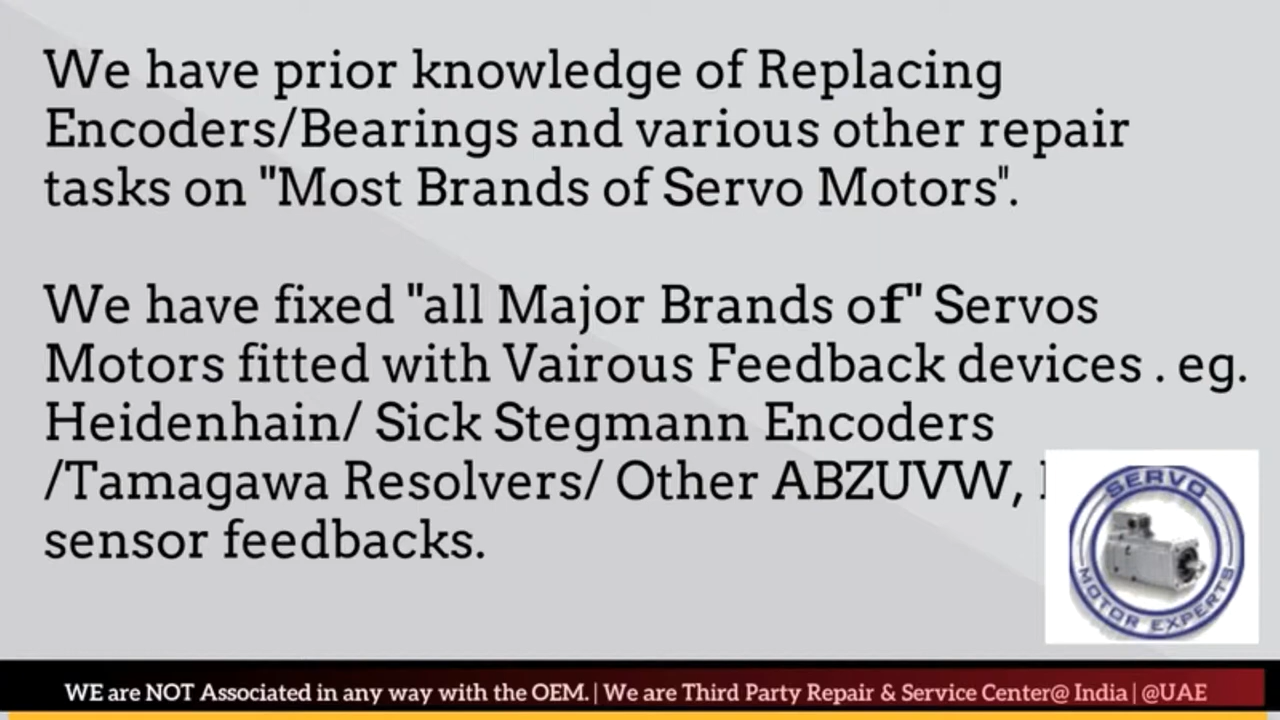 We have prior knowledge of Replacing
Encoders/Bearings and various other repair
tasks on "Most Brands of Servo Motors".
We have fixed "all Major Brands of" Servos
Motors fitted with Vairous Feedback devices . eg.
Heidenhain/ Sick Stegmann Encoders
/Tamagawa Resolvers/ Other ABZUVW,
sensor feedbacks.
SERVO
MOTOR EXPERTS
WE are NOT Associated in any way with the OEM. | We are Third Party Repair & Service Center@ India | @UAE